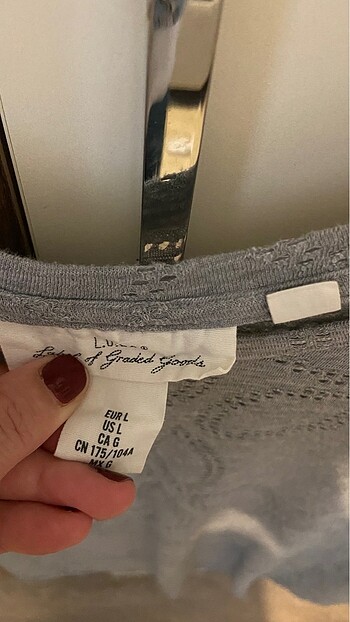 L.O.G.G®
Label of Graded Goods
EUR L
US L
CA G
CN 175/104A
MX G